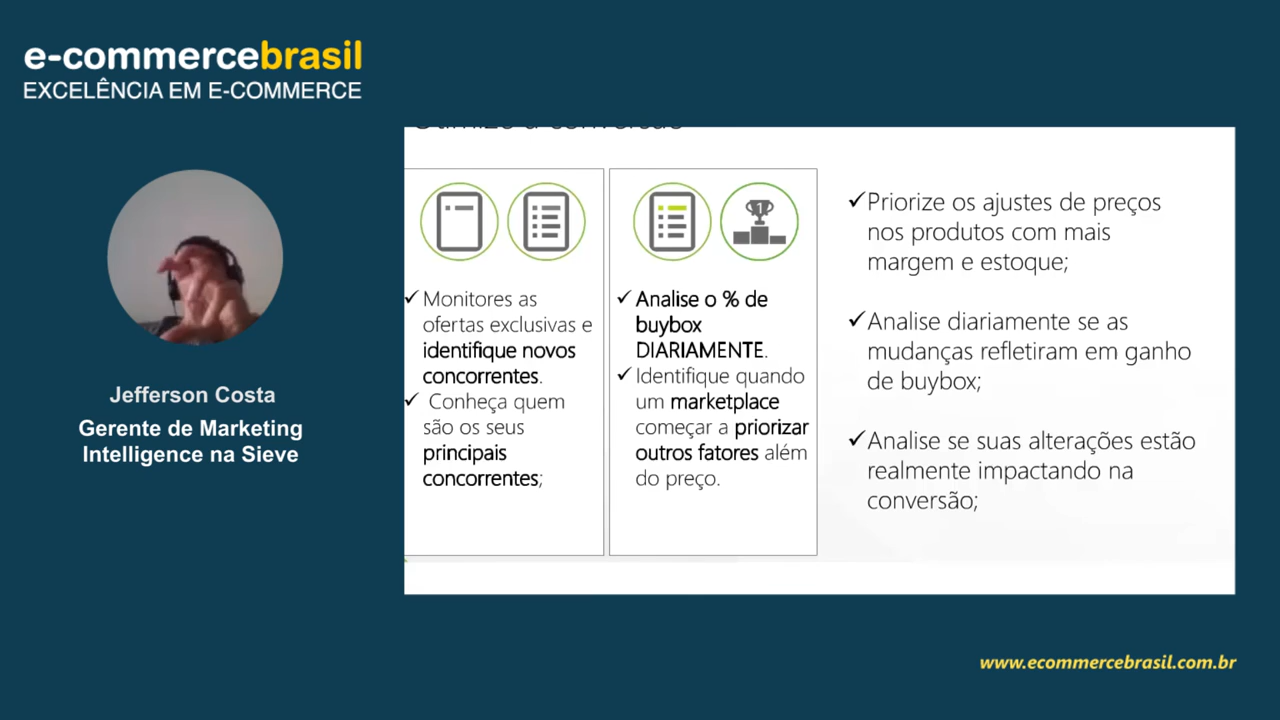 e-commercebrasil
EXCELÊNCIA EM E-COMMERCE
Jefferson Costa
Gerente de Marketing
Intelligence na Sieve
✓Monitores as
ofertas exclusivas e
identifique novos
concorrentes.
✓ Conheça quem
são os seus
principais
concorrentes;
1
✓Analise o % de
buybox
DIARIAMENTE.
✓Identifique quando
um marketplace
começar a priorizar
outros fatores além
do preço.
✓Priorize os ajustes de preços
nos produtos com mais
margem e estoque;
✓Analise diariamente se as
mudanças refletiram em ganho
de buybox;
✓Analise se suas alterações estão
realmente impactando na
conversão;
www.ecommercebrasil.com.br